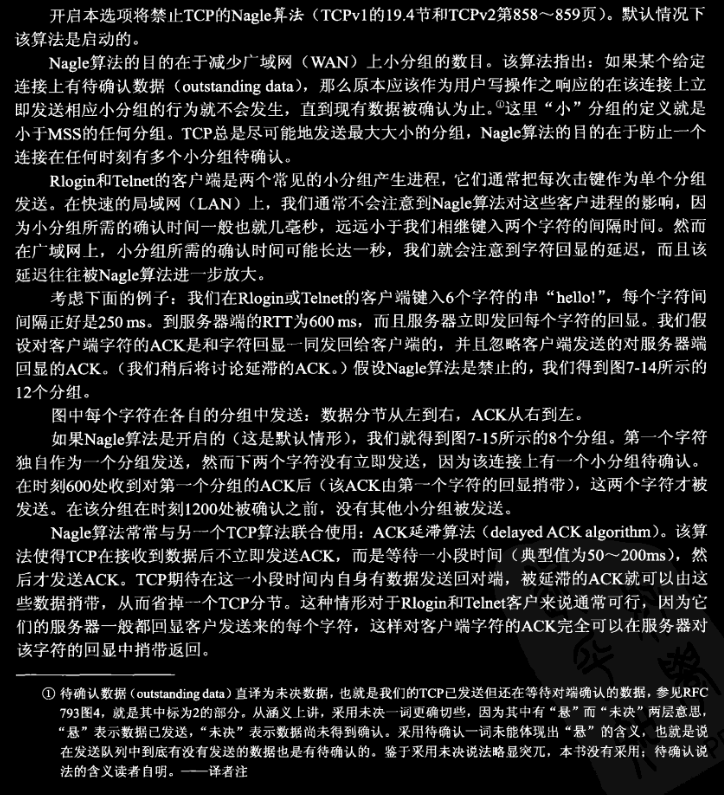 开启本选项将禁止TCP的Nagle算法（TCPv1的19.4节和TCPv2第858～859页）。默认情况下
该算法是启动的。
Nagle算法的目的在于减少广域网（WAN）上小分组的数目。该算法指出：如果某个给定
连接上有待确认数据（outstanding data），那么原本应该作为用户写操作之响应的在该连接上立
即发送相应小分组的行为就不会发生，直到现有数据被确认为止。①这里“小”分组的定义就是
小于MSS的任何分组。TCP总是尽可能地发送最大大小的分组，Nagle算法的目的在于防止一个
连接在任何时刻有多个小分组待确认。
Rlogin和Telnet的客户端是两个常见的小分组产生进程，它们通常把每次击键作为单个分组
发送。在快速的局域网（LAN）上，我们通常不会注意到Nagle算法对这些客户进程的影响，因
为小分组所需的确认时间一般也就几毫秒，远远小于我们相继键入两个字符的间隔时间。然而
在广域网上，小分组所需的确认时间可能长达一秒，我们就会注意到字符回显的延迟，而且该
延迟往往被Nagle算法进一步放大。
考虑下面的例子：我们在Rlogin或Telnet的客户端键入6个字符的串“hello!”，每个字符间
间隔正好是250 ms。到服务器端的RTT为600 ms，而且服务器立即发回每个字符的回显。我们假
设对客户端字符的ACK是和字符回显一同发回给客户端的，并且忽略客户端发送的对服务器端
回显的ACK。（我们稍后将讨论延滞的ACK。）假设Nagle算法是禁止的，我们得到图7-14所示的
12个分组。
图中每个字符在各自的分组中发送：数据分节从左到右，ACK从右到左。
如果Nagle算法是开启的（这是默认情形），我们就得到图7-15所示的8个分组。第一个字符
独自作为一个分组发送，然而下两个字符没有立即发送，因为该连接上有一个小分组待确认。
在时刻600处收到对第一个分组的ACK后（该ACK由第一个字符的回显捎带），这两个字符才被
发送。在该分组在时刻1200处被确认之前，没有其他小分组被发送。
Nagle算法常常与另一个TCP算法联合使用：ACK延滞算法（delayed ACK algorithm）。该算
法使得TCP在接收到数据后不立即发送ACK，而是等待一小段时间（典型值为50～200ms），然
后才发送ACK。TCP期待在这一小段时间内自身有数据发送回对端，被延滞的ACK就可以由这
些数据捎带，从而省掉一个TCP分节。这种情形对于Rlogin和Telnet客户来说通常可行，因为它
们的服务器一般都回显客户发送来的每个字符，这样对客户端字符的ACK完全可以在服务器对
该字符的回显中捎带返回。
① 待确认数据（outstanding data）直译为未决数据，也就是我们的TCP已发送但还在等待对端确认的数据，参见RFC
793图4，就是其中标为2的部分。从涵义上讲，采用未决一词更确切些，因为其中有“悬”而“未决”两层意思，
“悬”表示数据已发送，“未决”表示数据尚未得到确认。采用待确认一词未能体现出“悬”的含义，也就是说
在发送队列中到底有没有发送的数据也是有待确认的。鉴于采用未决说法略显突兀，本书没有采用；待确认说
法的含义读者自明。——译者注